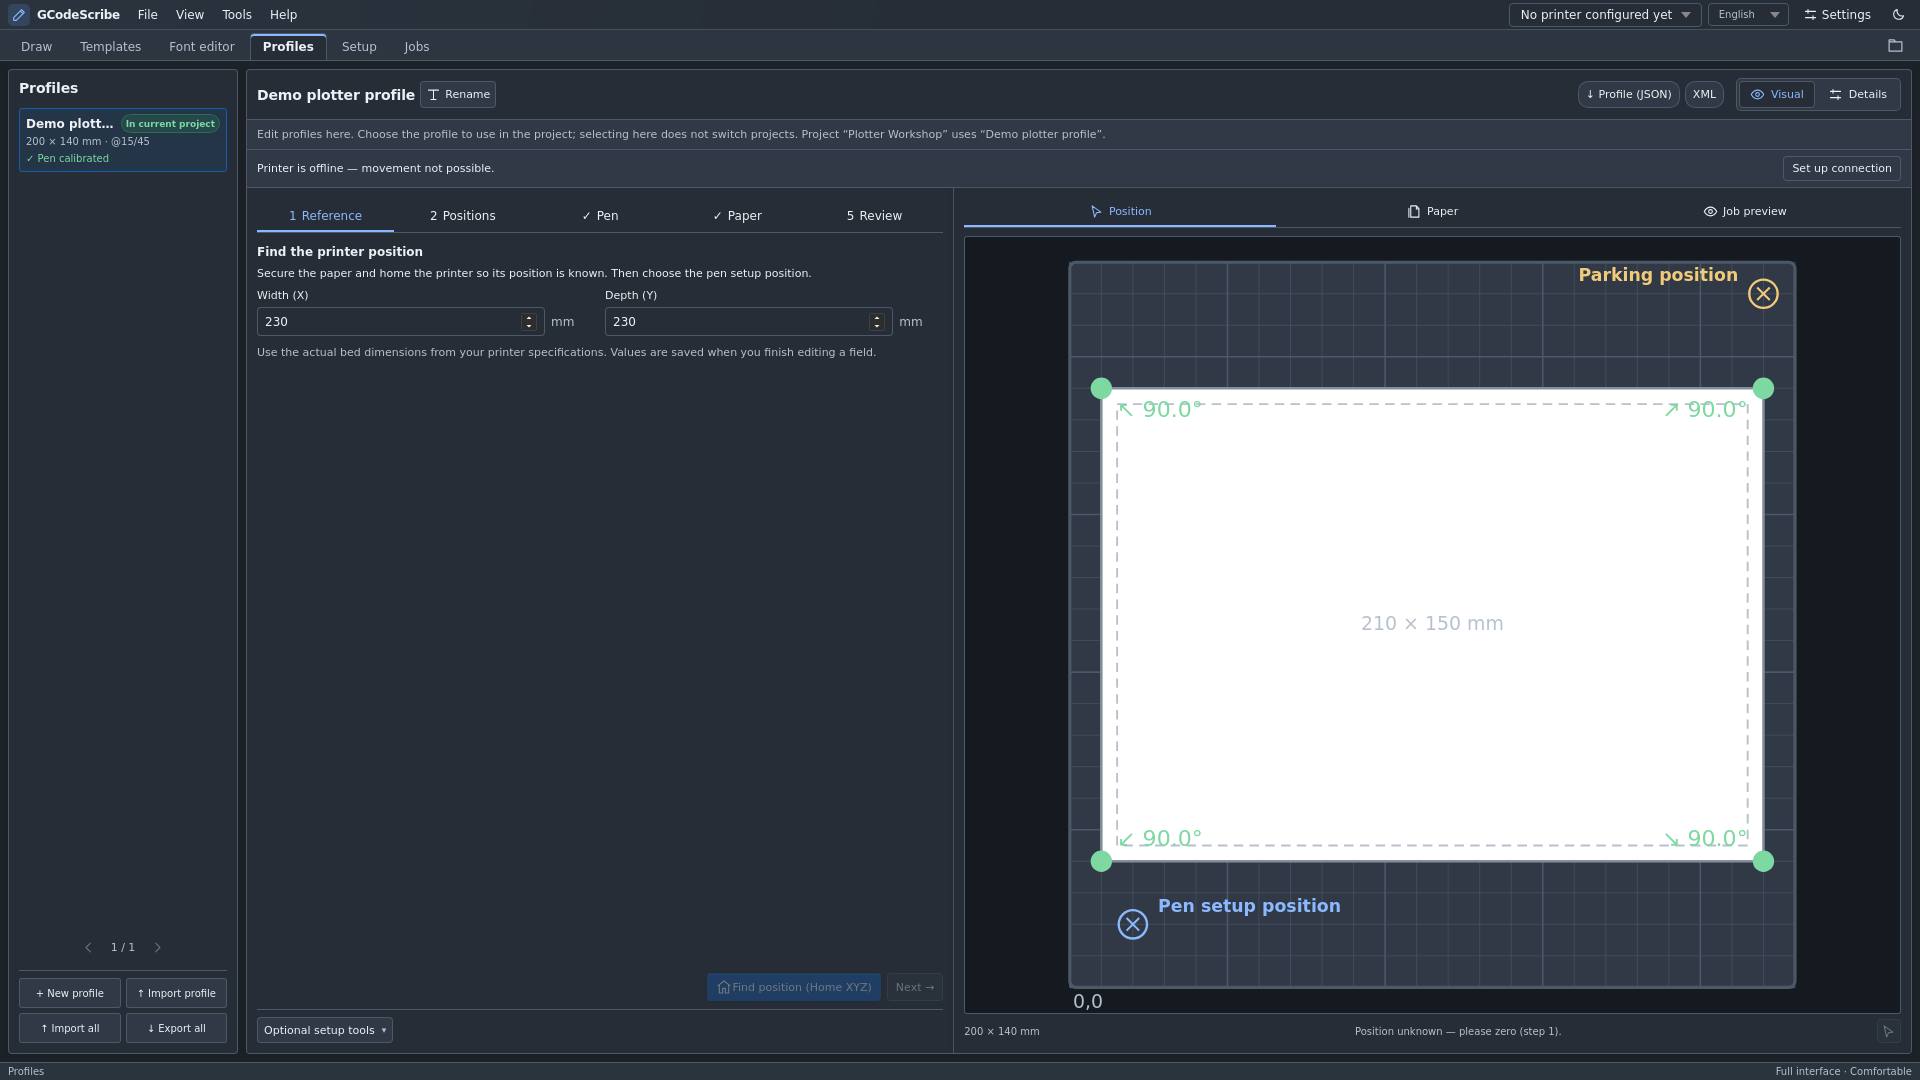 GCodeScribe File View Tools Help
No printer configured yet English Settings
Draw Templates Font editor Profiles Setup Jobs
Profiles
Demo plott... In current project
200 × 140 mm · @15/45
✓ Pen calibrated
1 / 1
+ New profile ↑ Import profile
↑ Import all ↓ Export all
Demo plotter profile Rename
↓ Profile (JSON) XML Visual Details
Edit profiles here. Choose the profile to use in the project; selecting here does not switch projects. Project “Plotter Workshop” uses “Demo plotter profile”.
Printer is offline — movement not possible. Set up connection
1 Reference 2 Positions ✓ Pen ✓ Paper 5 Review
Find the printer position
Secure the paper and home the printer so its position is known. Then choose the pen setup position.
Width (X) Depth (Y)
230 mm 230 mm
Use the actual bed dimensions from your printer specifications. Values are saved when you finish editing a field.
Find position (Home XYZ) Next →
Optional setup tools
Position Paper Job preview
Parking position
↖ 90.0° ↗ 90.0°
210 × 150 mm
↙ 90.0° ↘ 90.0°
Pen setup position
0,0
200 × 140 mm Position unknown — please zero (step 1).
Profiles Full interface · Comfortable